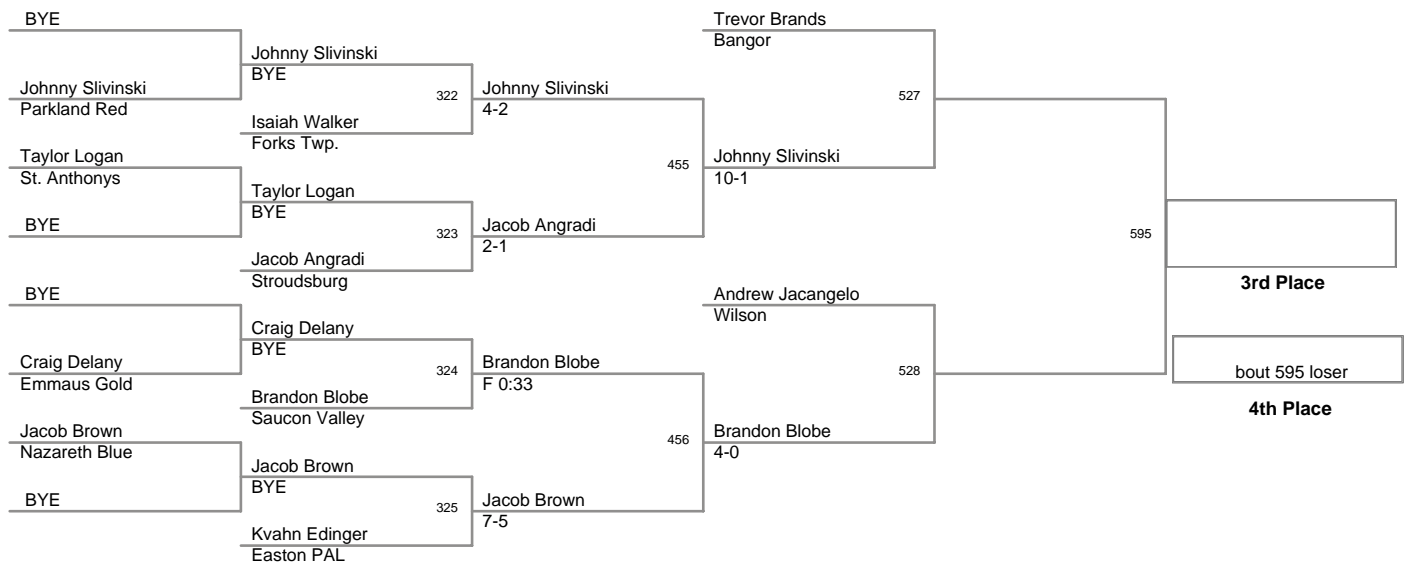 BYE
Johnny Slivinski
Parkland Red
Taylor Logan
St. Anthonys
BYE
BYE
Craig Delany
Emmaus Gold
Jacob Brown
Nazareth Blue
BYE
Johnny Slivinski
BYE
322
Isaiah Walker
Forks Twp.
Taylor Logan
BYE
323
Jacob Angradi
Stroudsburg
Craig Delany
BYE
324
Brandon Blobe
Saucon Valley
Jacob Brown
BYE
325
Kvahn Edinger
Easton PAL
Johnny Slivinski
4-2
455
Jacob Angradi
2-1
Brandon Blobe
F 0:33
456
Jacob Brown
7-5
Trevor Brands
Bangor
527
Johnny Slivinski
10-1
Andrew Jacangelo
Wilson
528
Brandon Blobe
4-0
595
3rd Place
bout 595 loser
4th Place